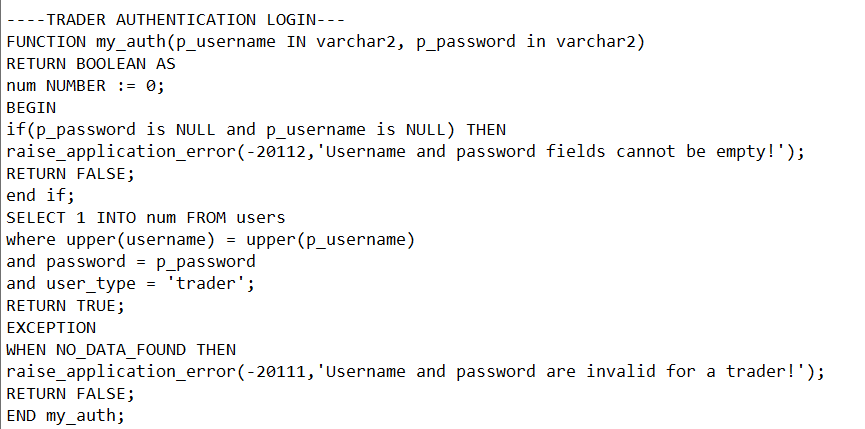 ----TRADER AUTHENTICATION LOGIN---
FUNCTION my_auth(p_username IN varchar2, p_password in varchar2)
RETURN BOOLEAN AS
num NUMBER := 0;
BEGIN
if(p_password is NULL and p_username is NULL) THEN
raise_application_error(-20112,'Username and password fields cannot be empty!');
RETURN FALSE;
end if;
SELECT 1 INTO num FROM users
where upper(username) = upper(p_username)
and password = p_password
and user_type = 'trader';
RETURN TRUE;
EXCEPTION
WHEN NO_DATA_FOUND THEN
raise_application_error(-20111,'Username and password are invalid for a trader!');
RETURN FALSE;
END my_auth;